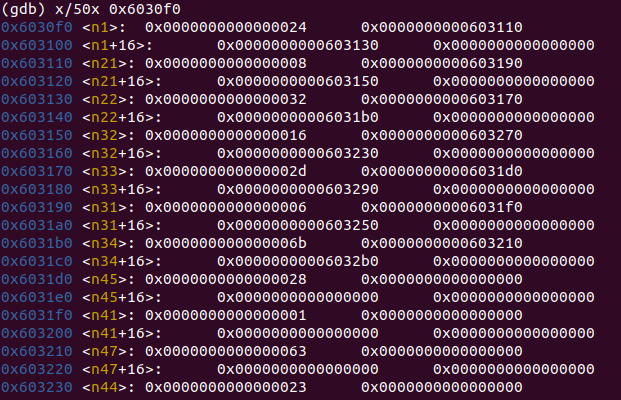 (gdb) x/50x 0x6030f0
0x6030f0 <n1>: 0x0000000000000024 0x0000000000603110
0x603100 <n1+16>: 0x0000000000603130 0x0000000000000000
0x603110 <n21>: 0x0000000000000008 0x0000000000603190
0x603120 <n21+16>: 0x0000000000603150 0x0000000000000000
0x603130 <n22>: 0x0000000000000032 0x0000000000603170
0x603140 <n22+16>: 0x00000000006031b0 0x0000000000000000
0x603150 <n32>: 0x0000000000000016 0x0000000000603270
0x603160 <n32+16>: 0x0000000000603230 0x0000000000000000
0x603170 <n33>: 0x000000000000002d 0x00000000006031d0
0x603180 <n33+16>: 0x0000000000603290 0x0000000000000000
0x603190 <n31>: 0x0000000000000006 0x00000000006031f0
0x6031a0 <n31+16>: 0x0000000000603250 0x0000000000000000
0x6031b0 <n34>: 0x000000000000006b 0x0000000000603210
0x6031c0 <n34+16>: 0x00000000006032b0 0x0000000000000000
0x6031d0 <n45>: 0x0000000000000028 0x0000000000000000
0x6031e0 <n45+16>: 0x0000000000000000 0x0000000000000000
0x6031f0 <n41>: 0x0000000000000001 0x0000000000000000
0x603200 <n41+16>: 0x0000000000000000 0x0000000000000000
0x603210 <n47>: 0x0000000000000063 0x0000000000000000
0x603220 <n47+16>: 0x0000000000000000 0x0000000000000000
0x603230 <n44>: 0x0000000000000023 0x0000000000000000